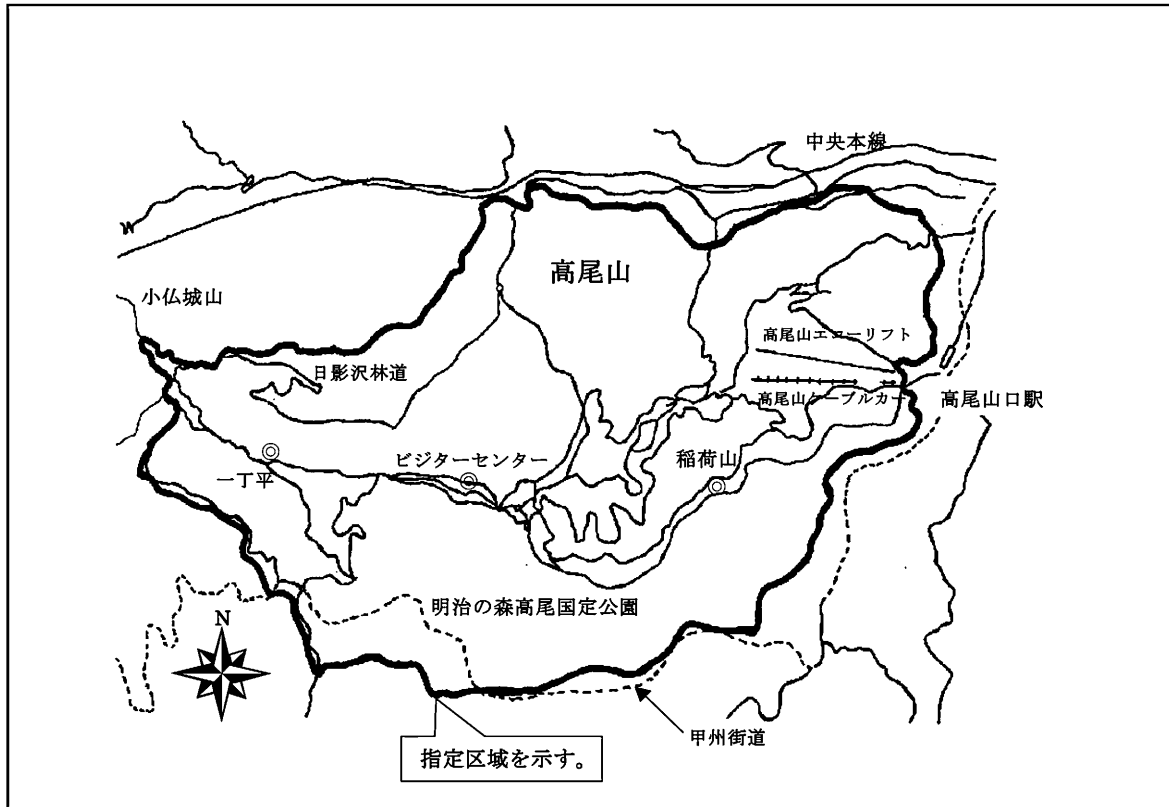 中央本線
高尾山
小仏城山
高尾山エコーリフト
日影沢林道
高尾山ケーブルカー
高尾山口駅
ビジターセンター
稲荷山
一丁平
明治の森高尾国定公園
N
甲州街道
指定区域を示す。